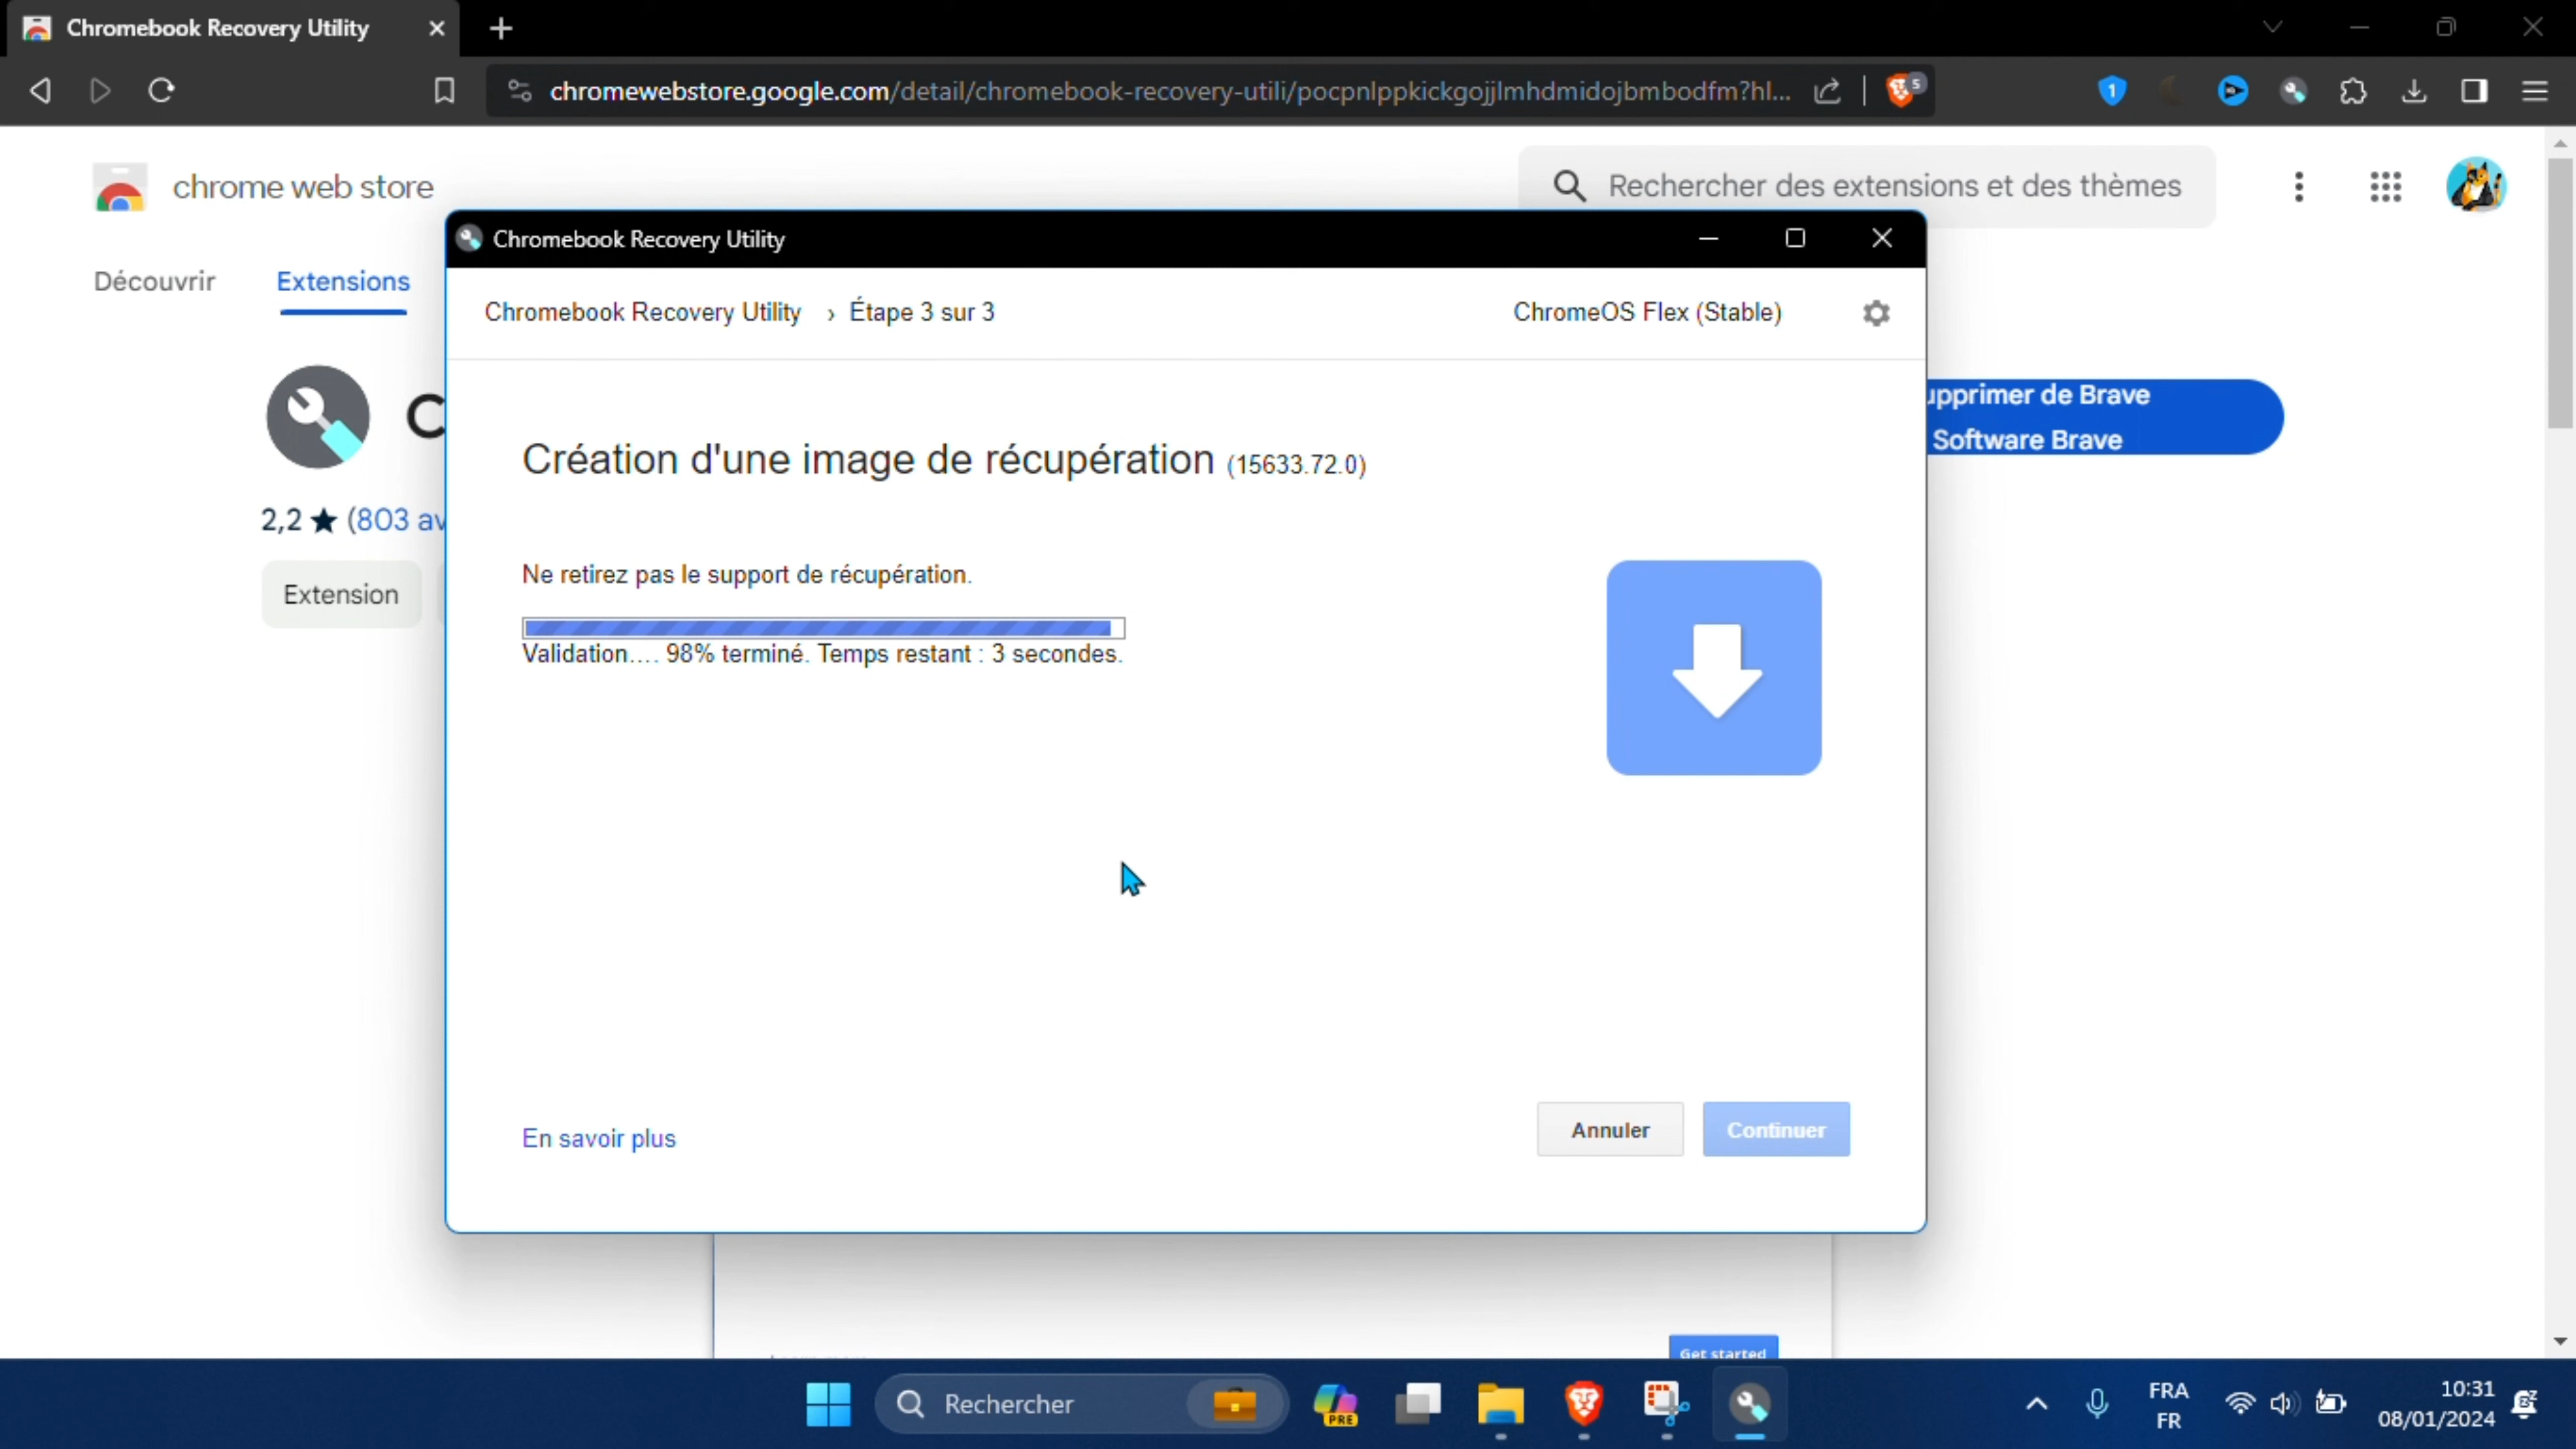 Chromebook Recovery Utility
chromewebstore.google.com/detail/chromebook-recovery-utili/pocpnlppkickgojjlmhdmidojbmbodfm?hl...
5
1
chrome web store
Rechercher des extensions et des thèmes
Découvrir
Extensions
C
2,2 ★ (803 av
Extension
upprimer de Brave
Software Brave
Chromebook Recovery Utility
Chromebook Recovery Utility › Étape 3 sur 3
ChromeOS Flex (Stable)
Création d'une image de récupération (15633.72.0)
Ne retirez pas le support de récupération.
Validation.... 98% terminé. Temps restant : 3 secondes.
En savoir plus
Annuler
Continuer
Get started
Rechercher
PRE
FRA
FR
10:31
08/01/2024